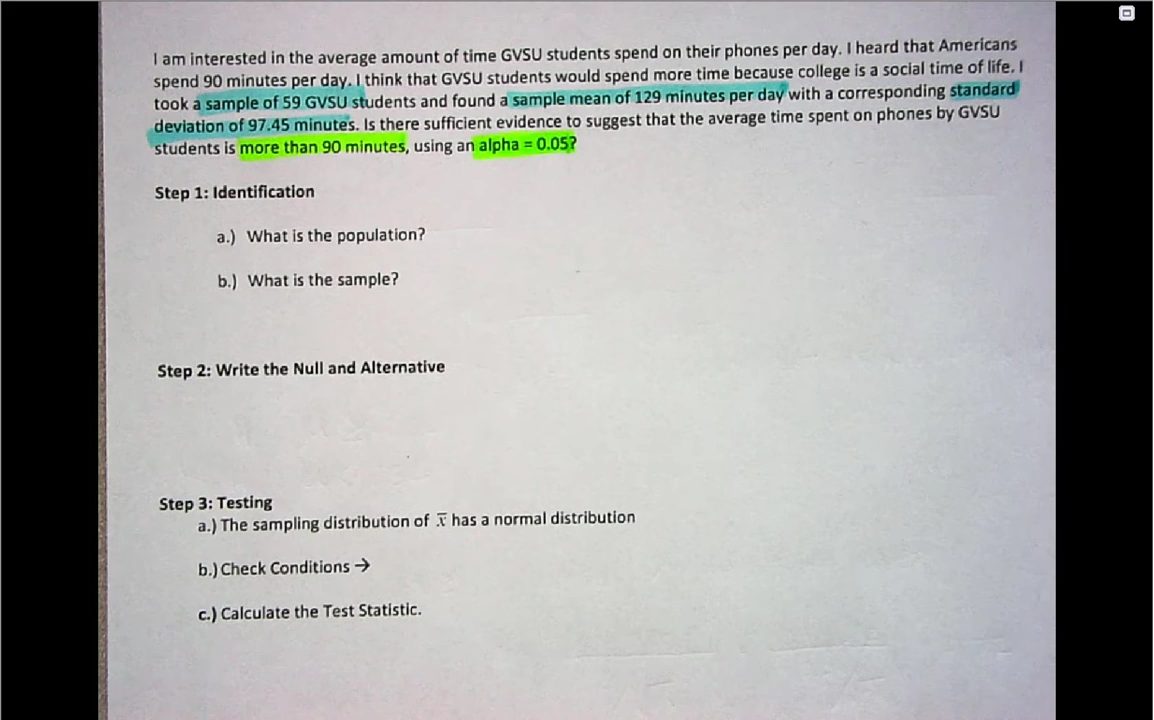 I am interested in the average amount of time GVSU students spend on their phones per day. I heard that Americans
spend 90 minutes per day. I think that GVSU students would spend more time because college is a social time of life. I
took a sample of 59 GVSU students and found a sample mean of 129 minutes per day with a corresponding standard
deviation of 97.45 minutes. Is there sufficient evidence to suggest that the average time spent on phones by GVSU
students is more than 90 minutes, using an alpha = 0.05?
Step 1: Identification
a.) What is the population?
b.) What is the sample?
Step 2: Write the Null and Alternative
Step 3: Testing
a.) The sampling distribution of x̅ has a normal distribution
b.) Check Conditions →
c.) Calculate the Test Statistic.